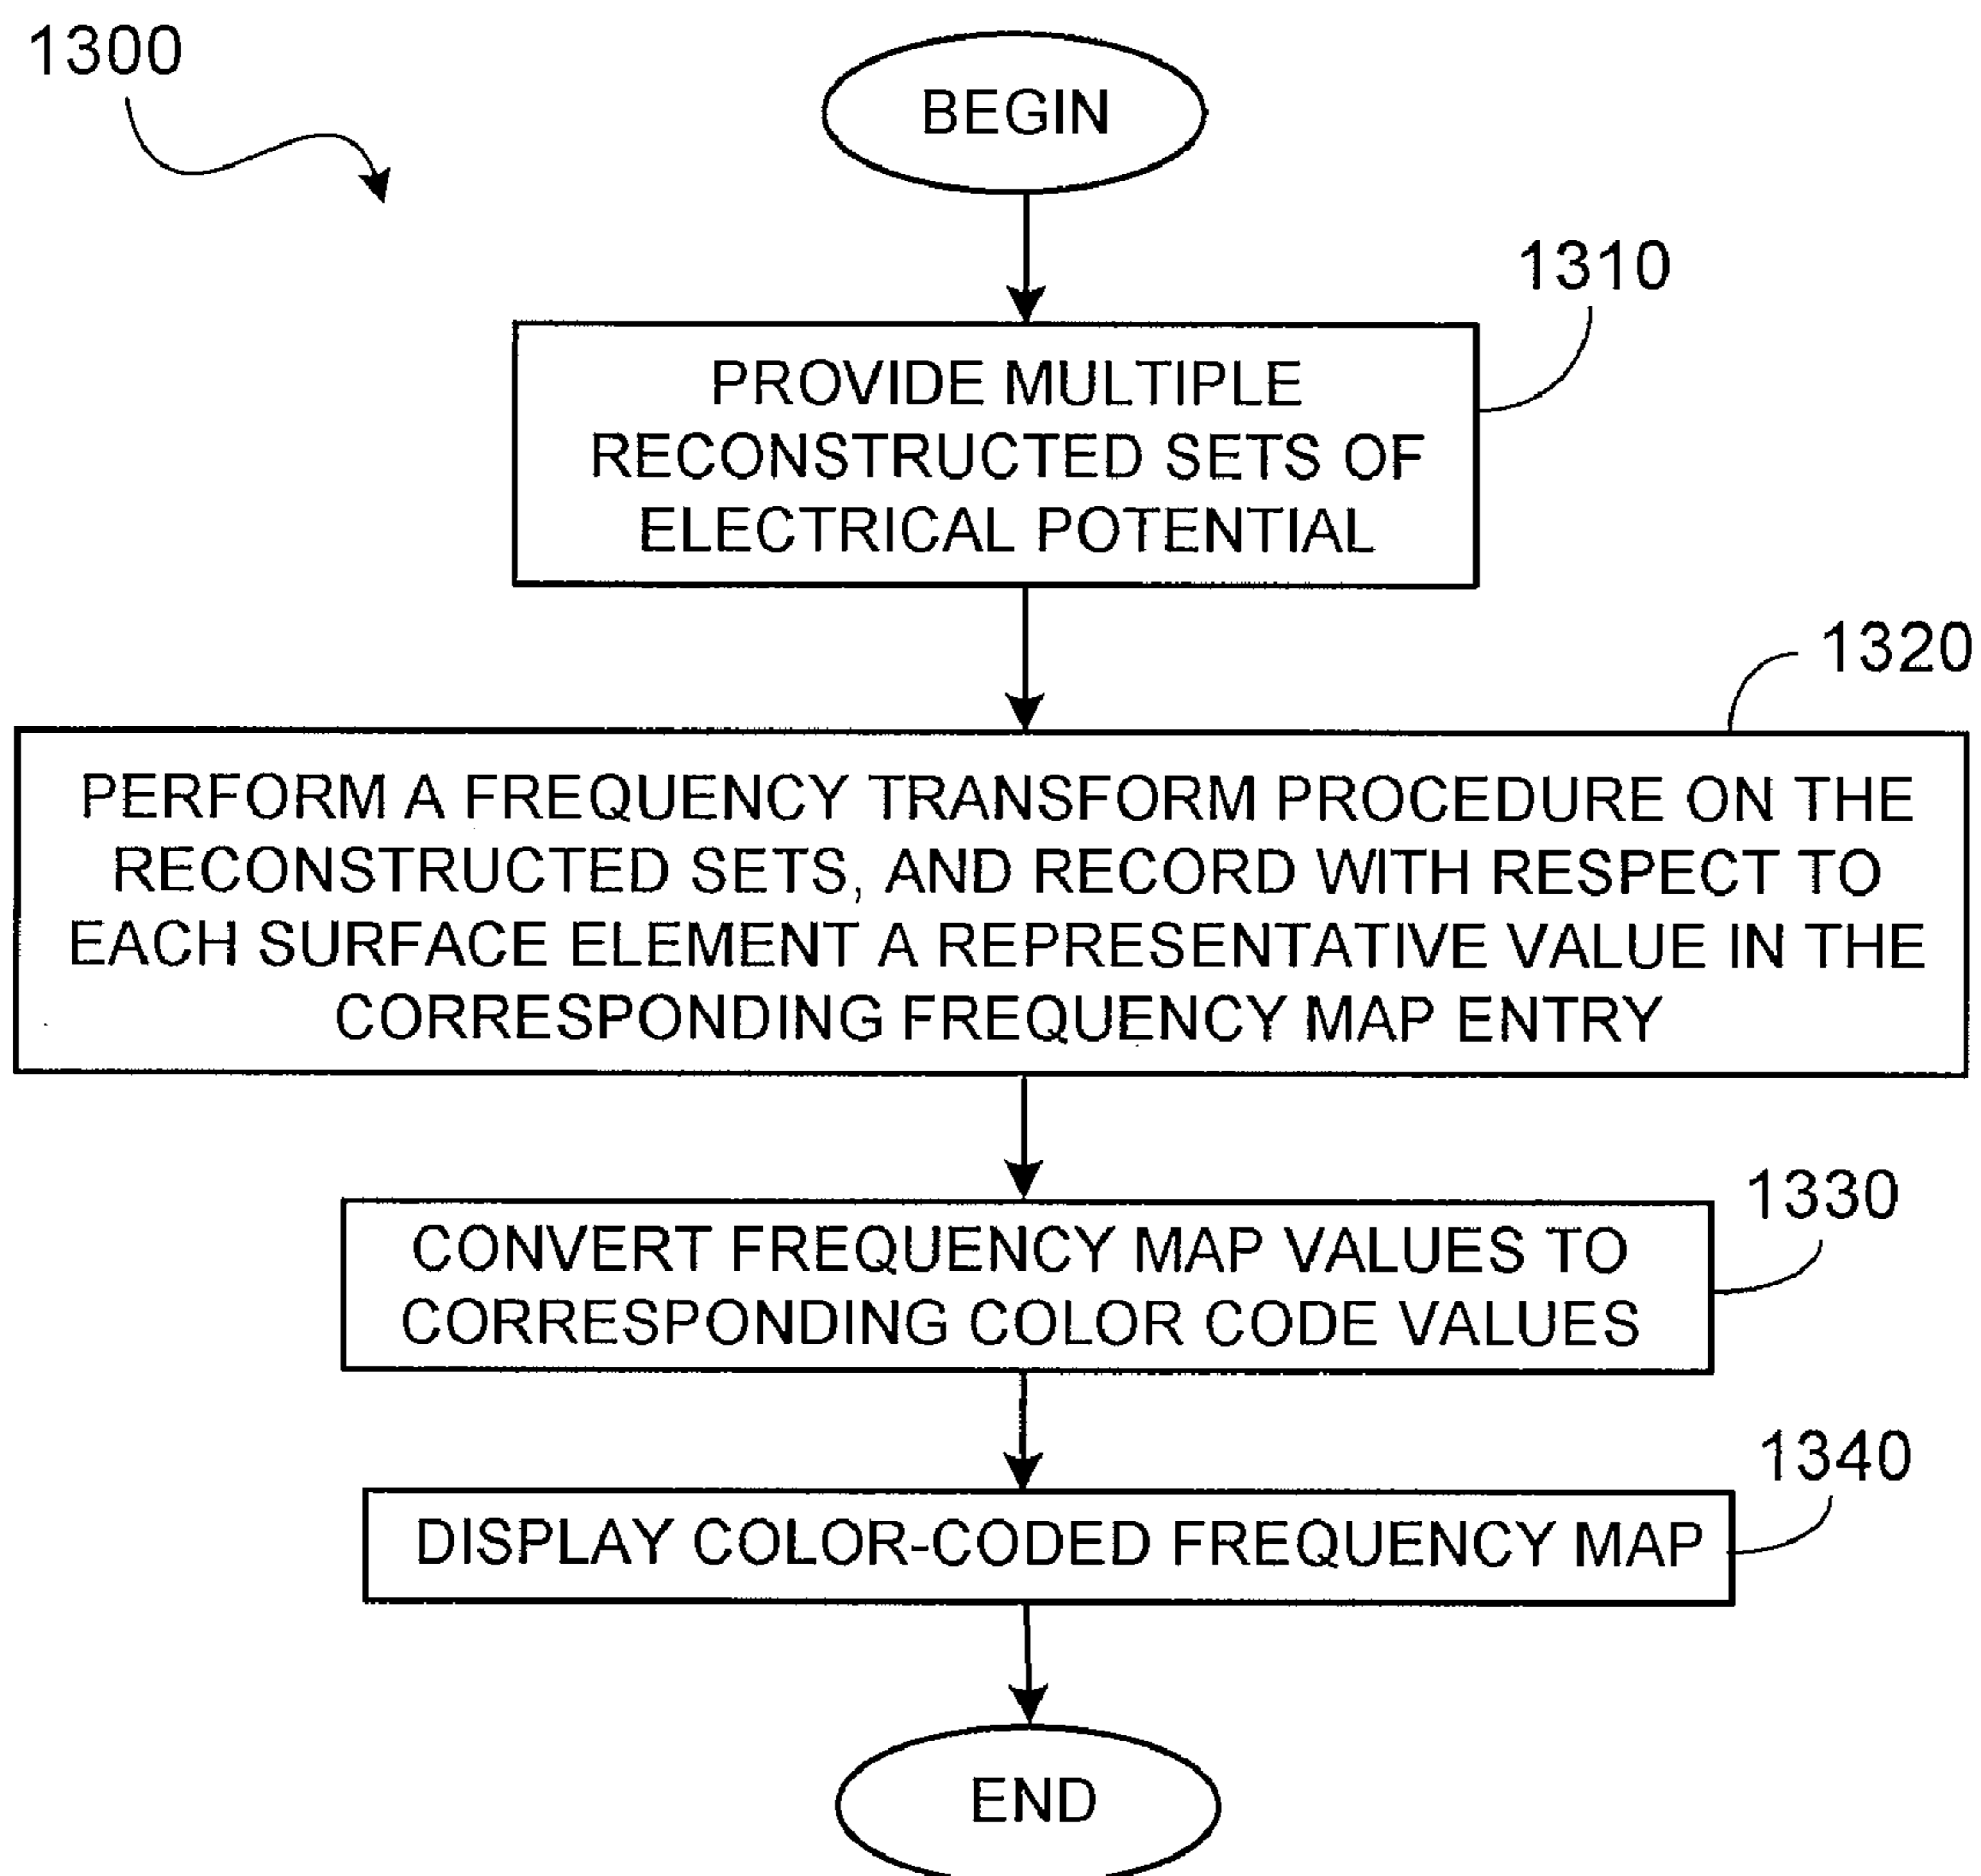 1300
BEGIN
1310
PROVIDE MULTIPLE
RECONSTRUCTED SETS OF
ELECTRICAL POTENTIAL
1320
PERFORM A FREQUENCY TRANSFORM PROCEDURE ON THE
RECONSTRUCTED SETS, AND RECORD WITH RESPECT TO
EACH SURFACE ELEMENT A REPRESENTATIVE VALUE IN THE
CORRESPONDING FREQUENCY MAP ENTRY
1330
CONVERT FREQUENCY MAP VALUES TO
CORRESPONDING COLOR CODE VALUES
1340
DISPLAY COLOR-CODED FREQUENCY MAP
END